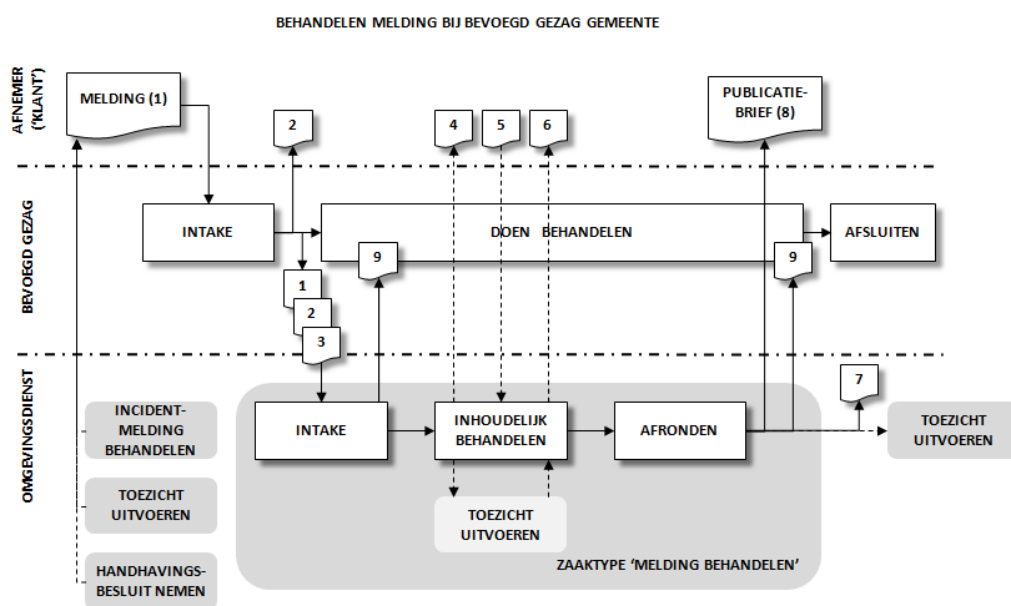 BEHANDELEN MELDING BIJ BEVOEGD GEZAG GEMEENTE
AFNEMER
('KLANT')
MELDING (1)
2
4
5
6
PUBLICATIE-
BRIEF (8)
BEVOEGD GEZAG
INTAKE
DOEN BEHANDELEN
AFSLUITEN
9
9
1
2
3
OMGEVINGSDIENST
7
INCIDENT-
MELDING
BEHANDELEN
INTAKE
INHOUDELIJK
BEHANDELEN
AFRONDEN
TOEZICHT
UITVOEREN
TOEZICHT
UITVOEREN
TOEZICHT
UITVOEREN
ZAAKTYPE 'MELDING BEHANDELEN'
HANDHAVINGS-
BESLUIT NEMEN